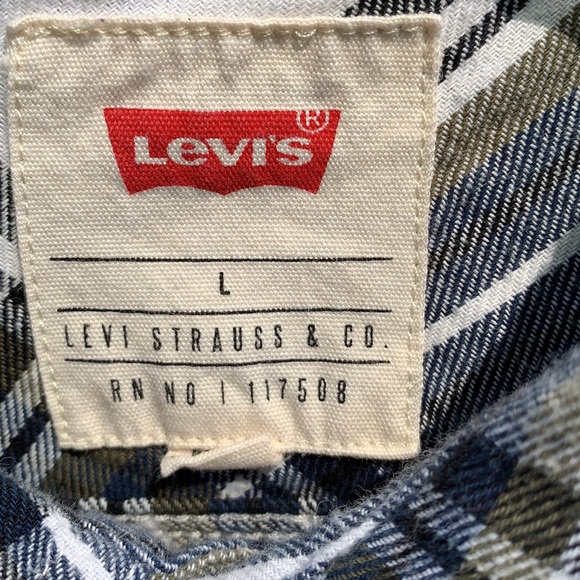 LEVI'S®
L
LEVI STRAUSS & CO.
RN NO | 117508